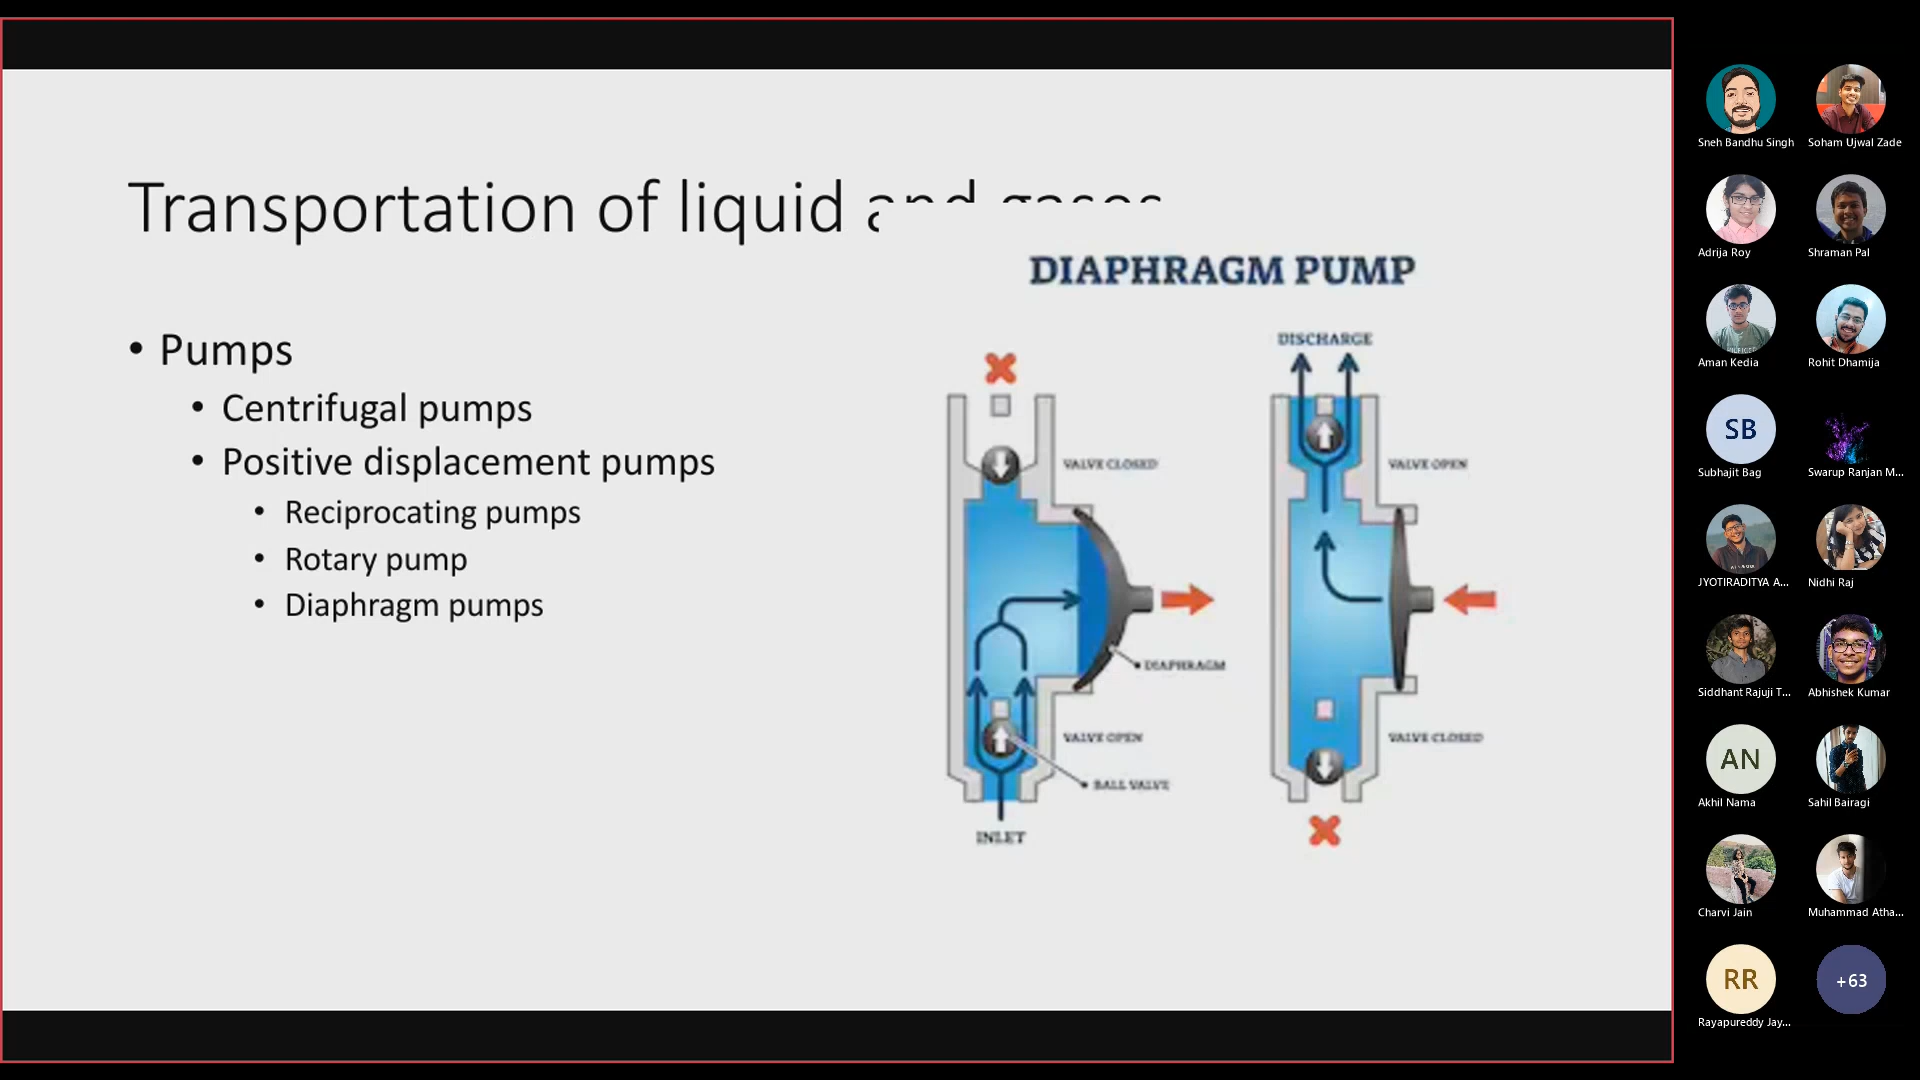 Transportation of liquid and gases
• Pumps
• Centrifugal pumps
• Positive displacement pumps
• Reciprocating pumps
• Rotary pump
• Diaphragm pumps
DIAPHRAGM PUMP
DISCHARGE
VALVE CLOSED
VALVE OPEN
DIAPHRAGM
VALVE OPEN
VALVE CLOSED
BALL VALVE
INLET
Sneh Bandhu Singh
Soham Ujwal Zade
Adrija Roy
Shraman Pal
Aman Kedia
Rohit Dhamija
SB
Subhajit Bag
Swarup Ranjan M...
JYOTIRADITYA A...
Nidhi Raj
Siddhant Rajuji T...
Abhishek Kumar
AN
Akhil Nama
Sahil Bairagi
Charvi Jain
Muhammad Atha...
RR
Rayapureddy Jay...
+63